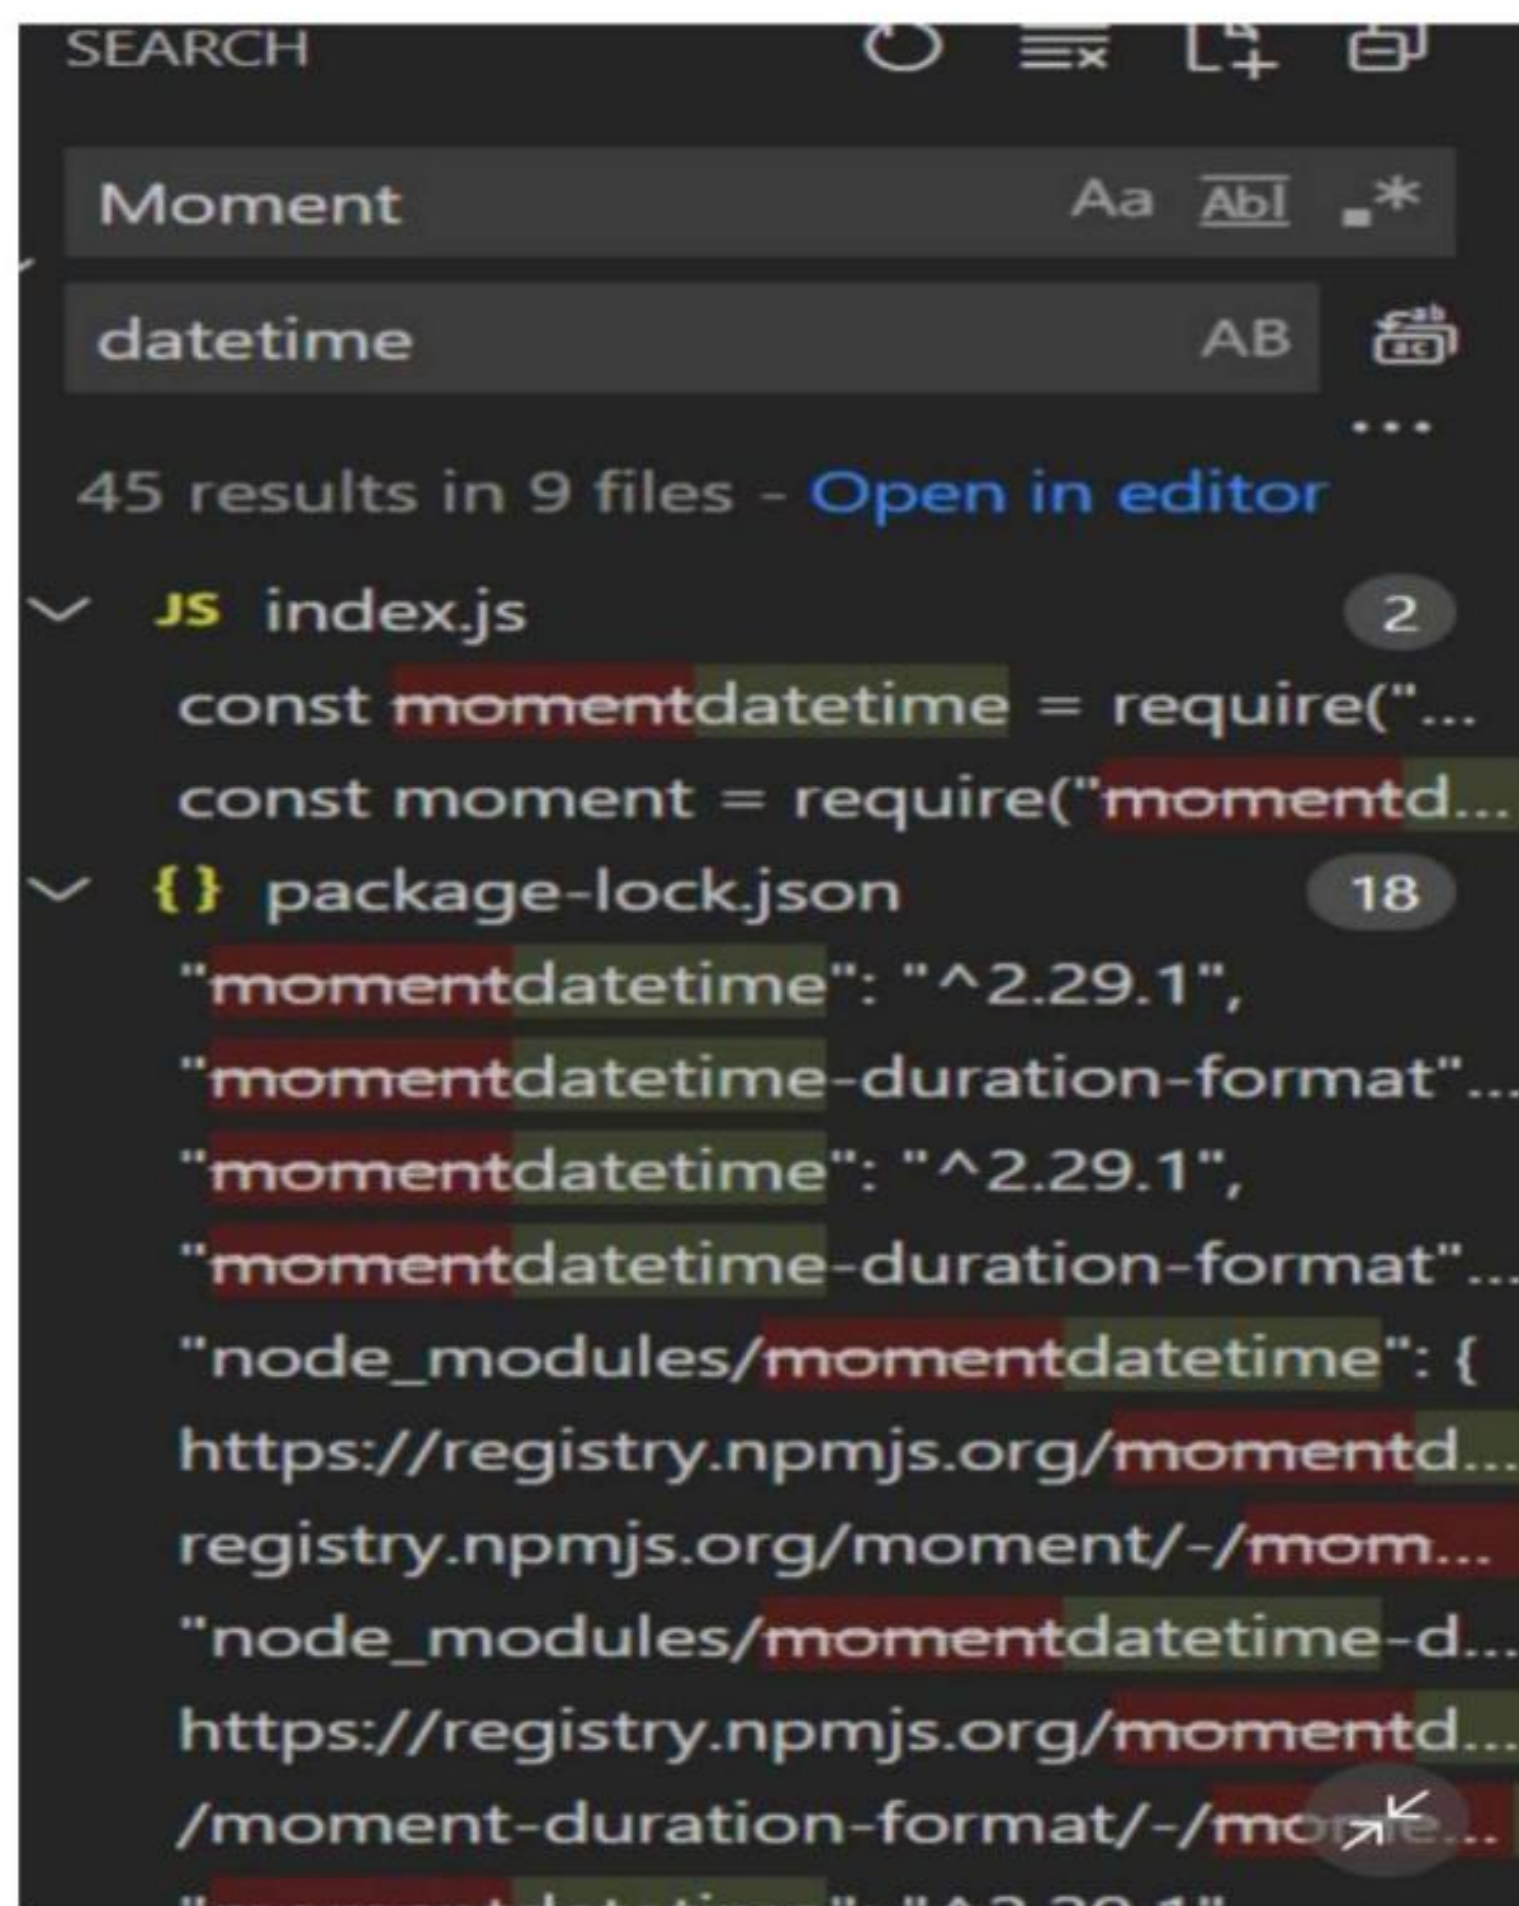 SEARCH
Moment Aa Abl .*
datetime AB
...
45 results in 9 files - Open in editor
JS index.js 2
const momentdatetime = require("...
const moment = require("momentd...
{} package-lock.json 18
"momentdatetime": "^2.29.1",
"momentdatetime-duration-format"...
"momentdatetime": "^2.29.1",
"momentdatetime-duration-format"...
"node_modules/momentdatetime": {
https://registry.npmjs.org/momentd...
registry.npmjs.org/moment/-/mom...
"node_modules/momentdatetime-d...
https://registry.npmjs.org/momentd...
/moment-duration-format/-/mome...